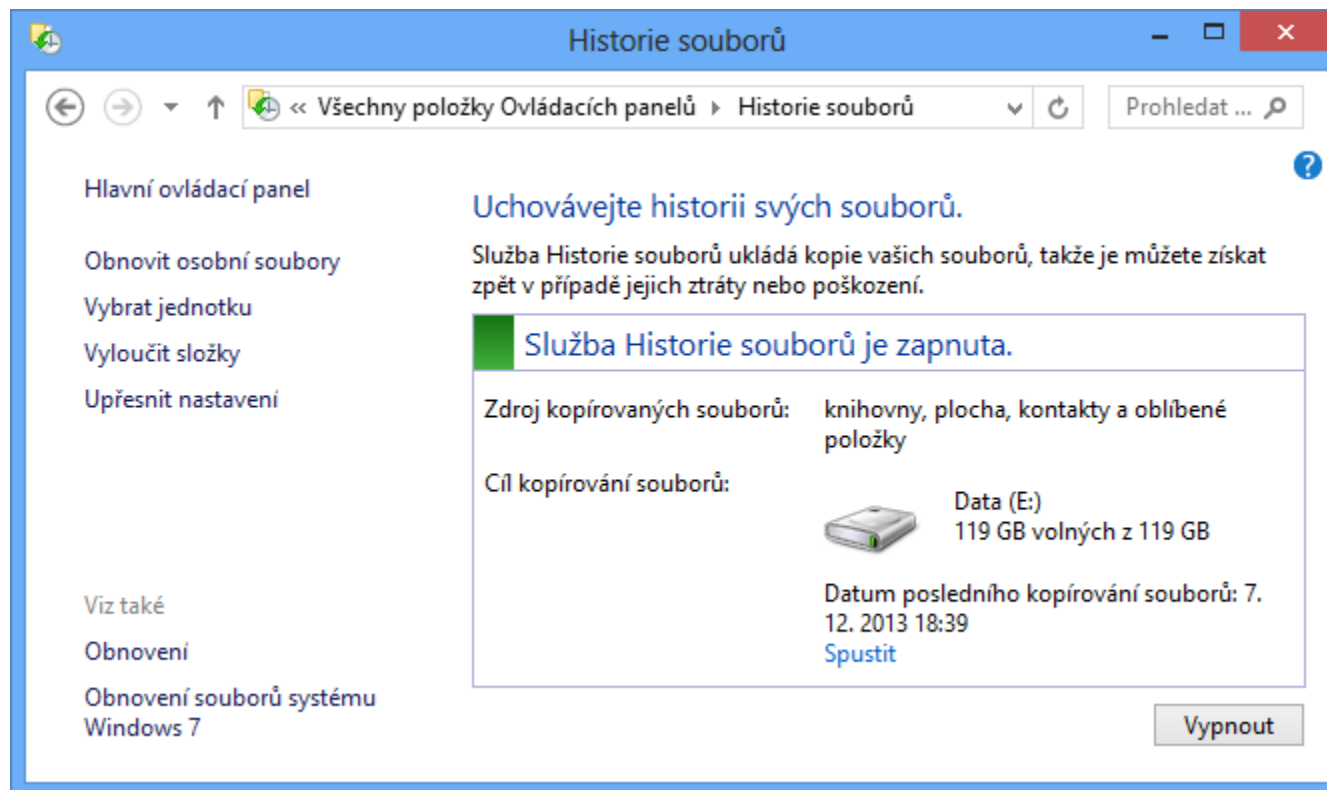 Historie souborů
« Všechny položky Ovládacích panelů ▸ Historie souborů
Prohledat ...
Hlavní ovládací panel
Obnovit osobní soubory
Vybrat jednotku
Vyloučit složky
Upřesnit nastavení
Viz také
Obnovení
Obnovení souborů systému
Windows 7
Uchovávejte historii svých souborů.
Služba Historie souborů ukládá kopie vašich souborů, takže je můžete získat
zpět v případě jejich ztráty nebo poškození.
Služba Historie souborů je zapnuta.
Zdroj kopírovaných souborů: knihovny, plocha, kontakty a oblíbené
položky
Cíl kopírování souborů:
Data (E:)
119 GB volných z 119 GB
Datum posledního kopírování souborů: 7.
12. 2013 18:39
Spustit
Vypnout